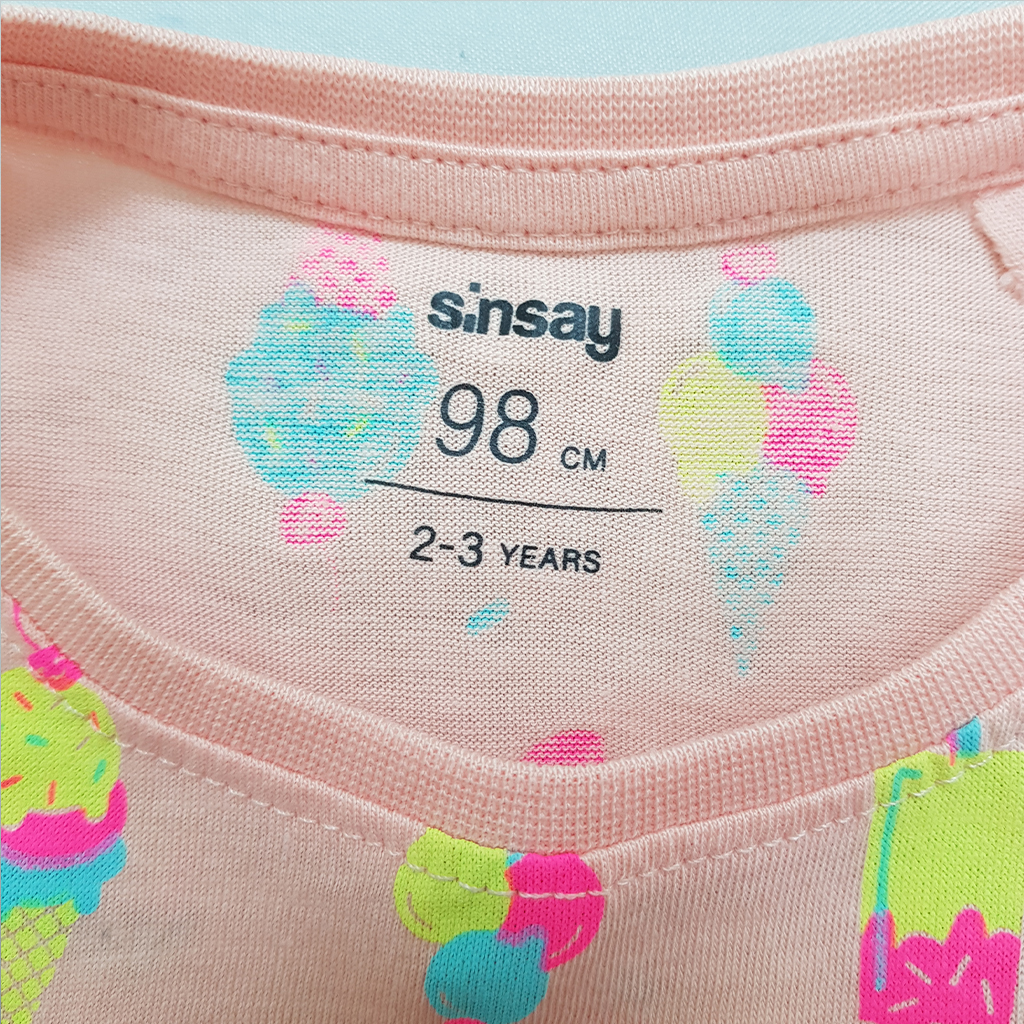 sinsay
98 CM
2-3 YEARS